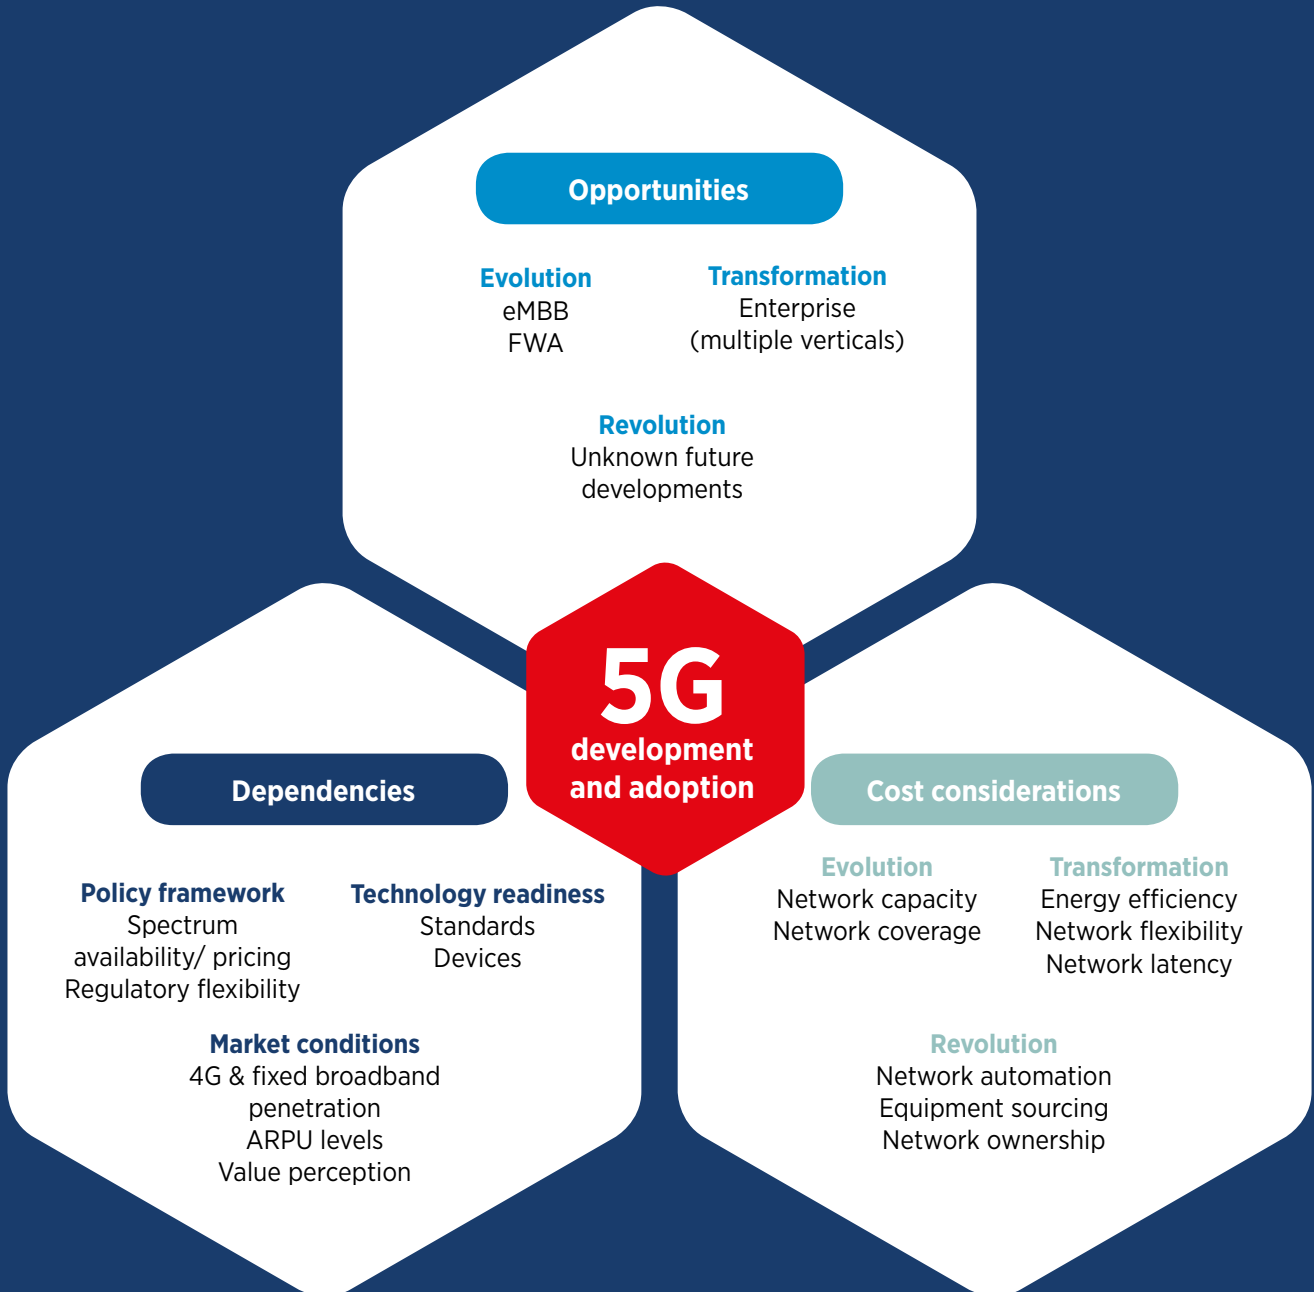 Opportunities
Evolution
eMBB
FWA
Transformation
Enterprise
(multiple verticals)
Revolution
Unknown future
developments
5G
development
and adoption
Dependencies
Policy framework
Spectrum
availability/ pricing
Regulatory flexibility
Technology readiness
Standards
Devices
Market conditions
4G & fixed broadband
penetration
ARPU levels
Value perception
Cost considerations
Evolution
Network capacity
Network coverage
Transformation
Energy efficiency
Network flexibility
Network latency
Revolution
Network automation
Equipment sourcing
Network ownership